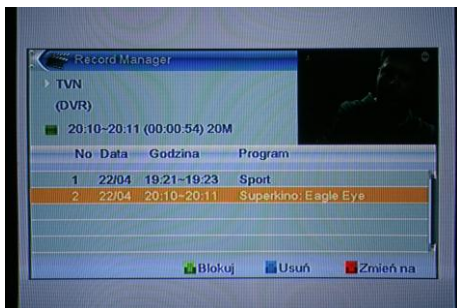 Record Manager
TVN
(DVR)
20:10~20:11 (00:00:54) 20M
No Data Godzina Program
1 22/04 19:21~19:23 Sport
2 22/04 20:10~20:11 Superkino: Eagle Eye
Blokuj Usuń Zmień na